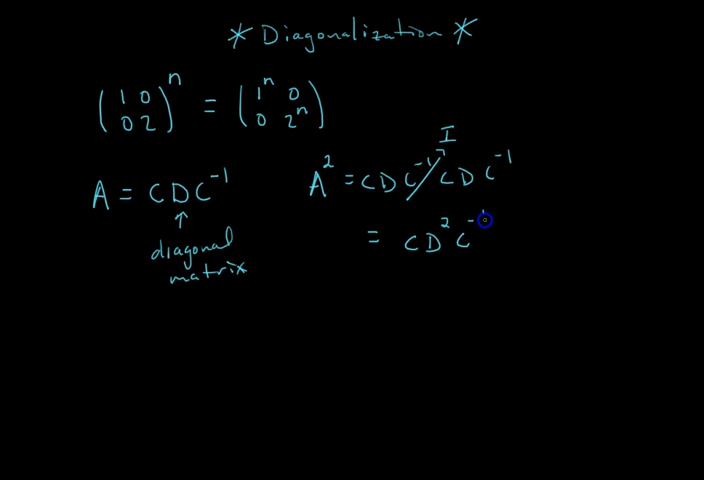 * Diagonalization *
( 1 0 ; 0 2 )^n = ( 1^n 0 ; 0 2^n )
A = CDC^-1
↑
diagonal
matrix
A^2 = CDC^-1 CDC^-1
I
= CD^2C^-1